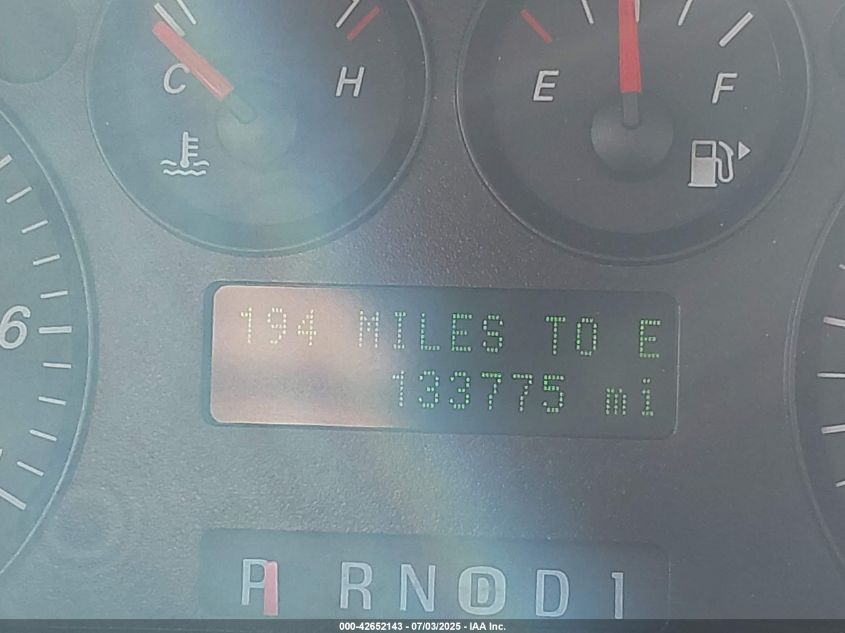 C H E F
6
194 MILES TO E
133775 mi
P R N D D 1
000-42652143 - 07/03/2025 - IAA Inc.